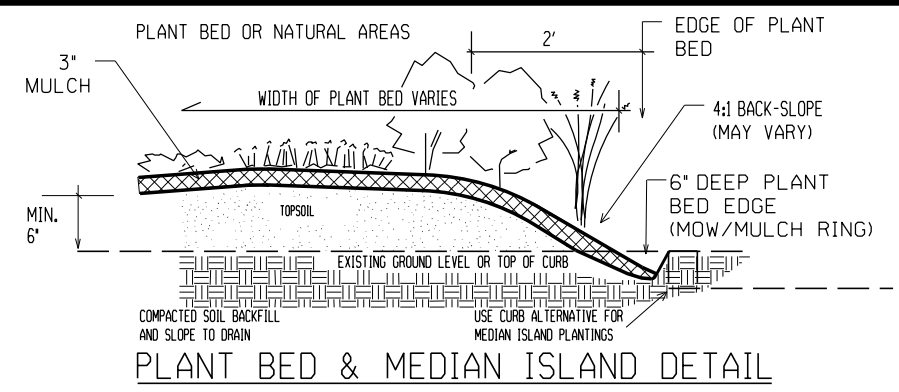 PLANT BED OR NATURAL AREAS
2'
EDGE OF PLANT
BED
3"
MULCH
WIDTH OF PLANT BED VARIES
4:1 BACK-SLOPE
(MAY VARY)
6" DEEP PLANT
BED EDGE
(MOW/MULCH RING)
MIN.
6"
TOPSOIL
EXISTING GROUND LEVEL OR TOP OF CURB
COMPACTED SOIL BACKFILL
AND SLOPE TO DRAIN
USE CURB ALTERNATIVE FOR
MEDIAN ISLAND PLANTINGS
PLANT BED & MEDIAN ISLAND DETAIL